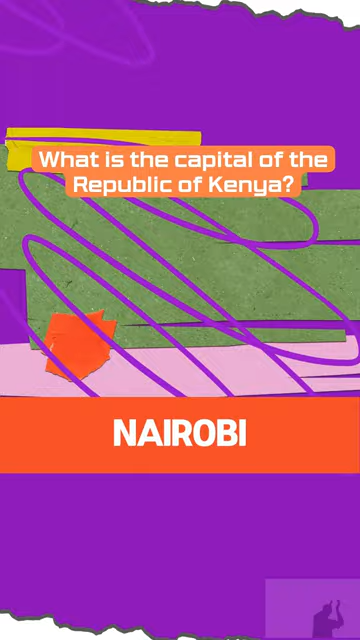 What is the capital of the
Republic of Kenya?
NAIROBI